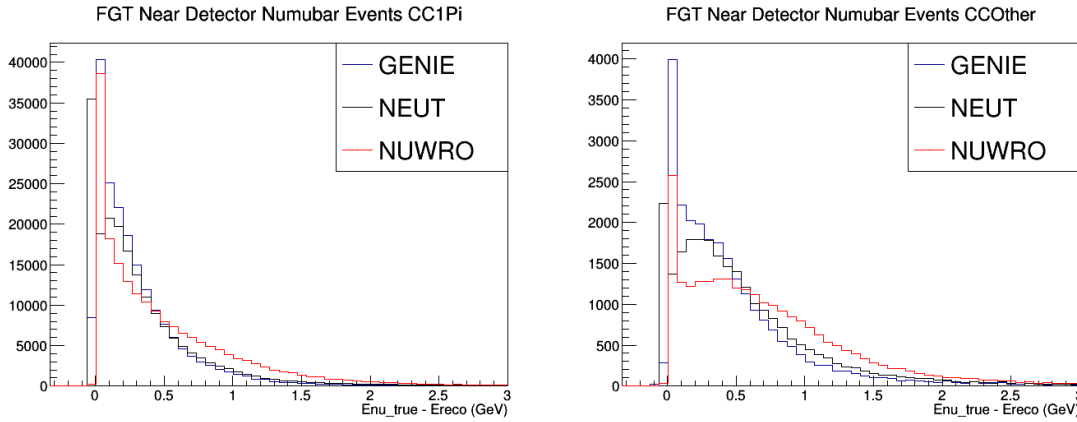 FGT Near Detector Numubar Events CC1Pi
GENIE
NEUT
NUWRO
40000
35000
30000
25000
20000
15000
10000
5000
0
0 0.5 1 1.5 2 2.5 3
Enu_true - Ereco (GeV)
FGT Near Detector Numubar Events CCOther
GENIE
NEUT
NUWRO
4000
3500
3000
2500
2000
1500
1000
500
0
0 0.5 1 1.5 2 2.5 3
Enu_true - Ereco (GeV)